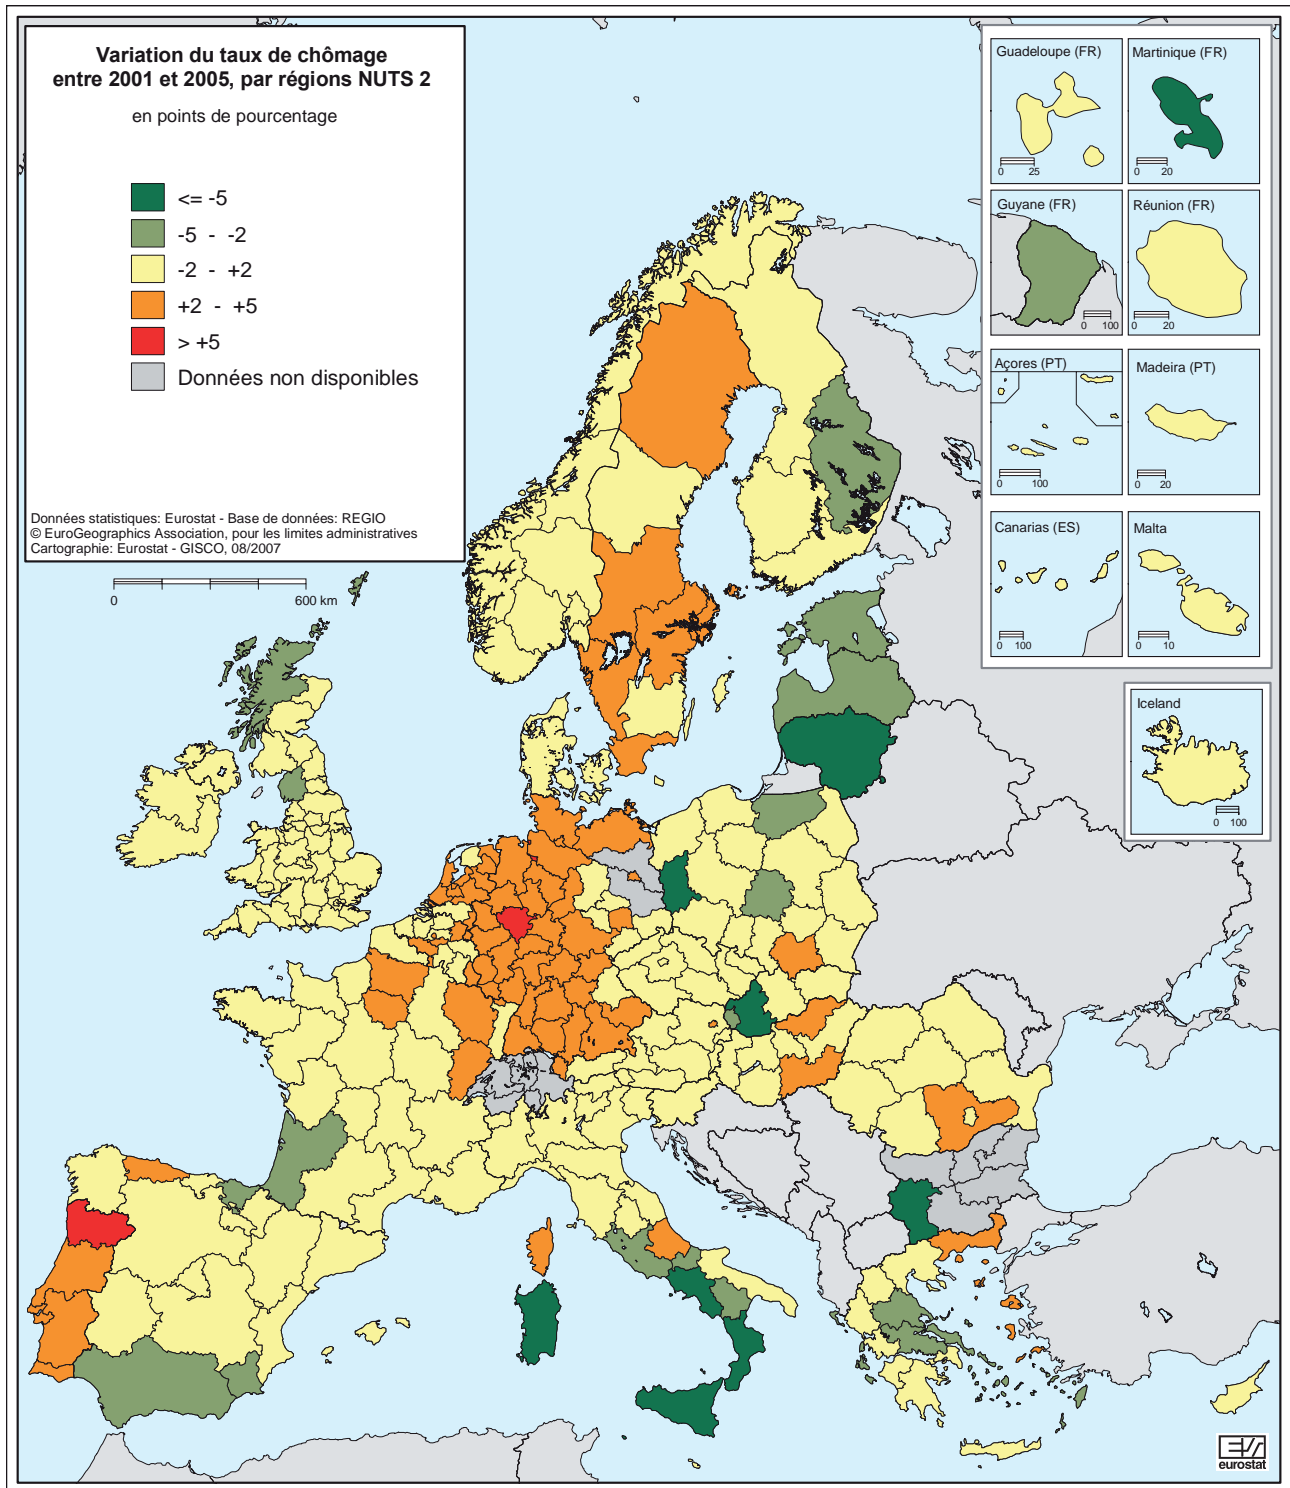 Variation du taux de chômage
entre 2001 et 2005, par régions NUTS 2
en points de pourcentage
<= -5
-5 - -2
-2 - +2
+2 - +5
> +5
Données non disponibles
Données statistiques: Eurostat - Base de données: REGIO
© EuroGeographics Association, pour les limites administratives
Cartographie: Eurostat - GISCO, 08/2007
0 600 km
Guadeloupe (FR)
0 25
Martinique (FR)
0 20
Guyane (FR)
0 100
Réunion (FR)
0 20
Açores (PT)
0 100
Madeira (PT)
0 20
Canarias (ES)
0 100
Malta
0 10
Iceland
0 100
eurostat